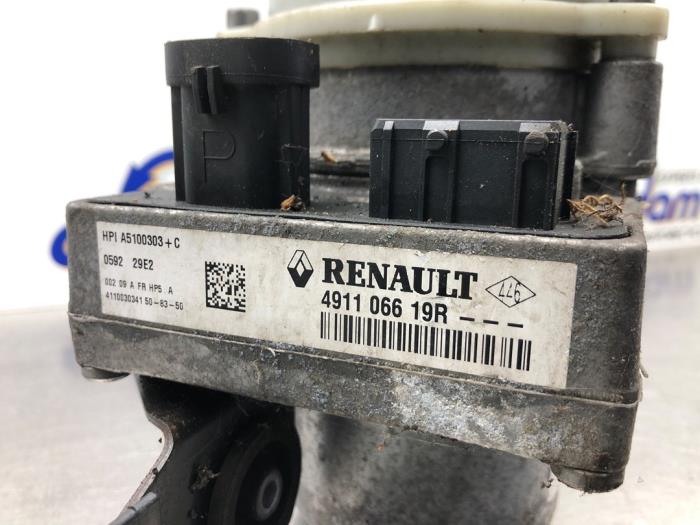 P
HPI A5100303+C
0592 29E2
002 09 A FR HP5 A
4110030341 50-83-50
RENAULT
4911 066 19R ---